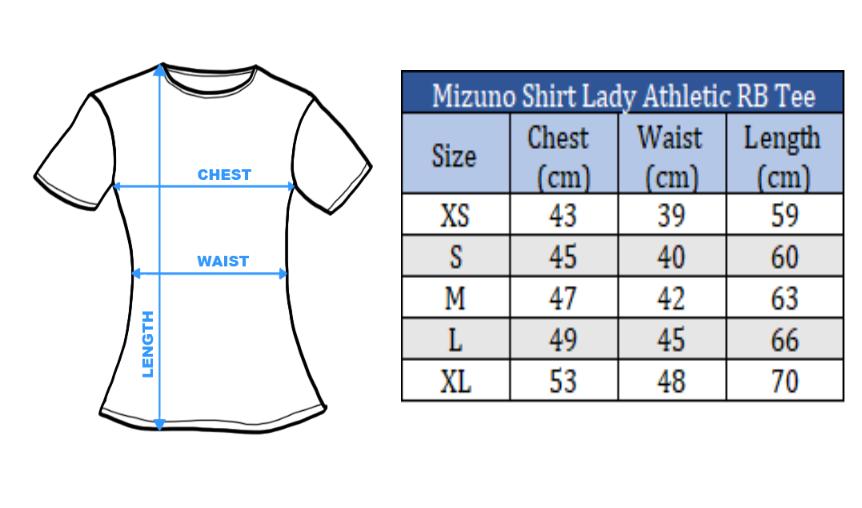 CHEST
WAIST
LENGTH
Mizuno Shirt Lady Athletic RB Tee
Size Chest (cm) Waist (cm) Length (cm)
XS 43 39 59
S 45 40 60
M 47 42 63
L 49 45 66
XL 53 48 70